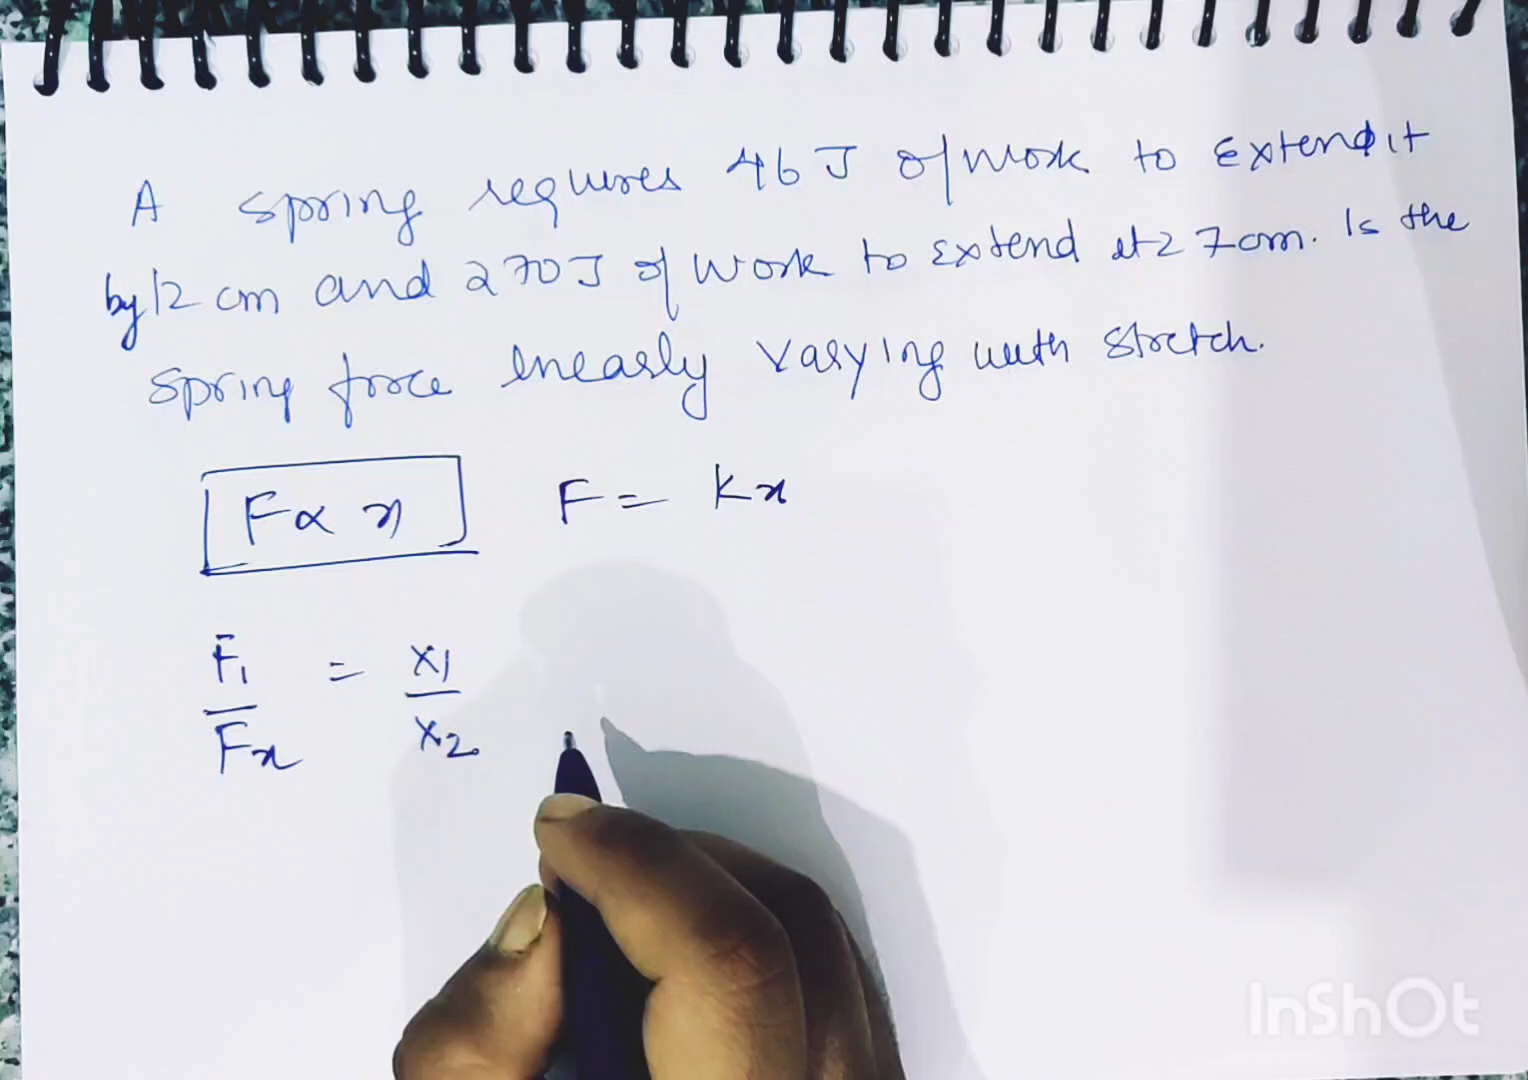 A spring requires 46 J of work to extend it
by 12 cm and 270 J of work to extend it 27 cm. Is the
spring force linearly varying with stretch.
F ∝ x F = Kx
F1 = x1
Fx x2
InShOt